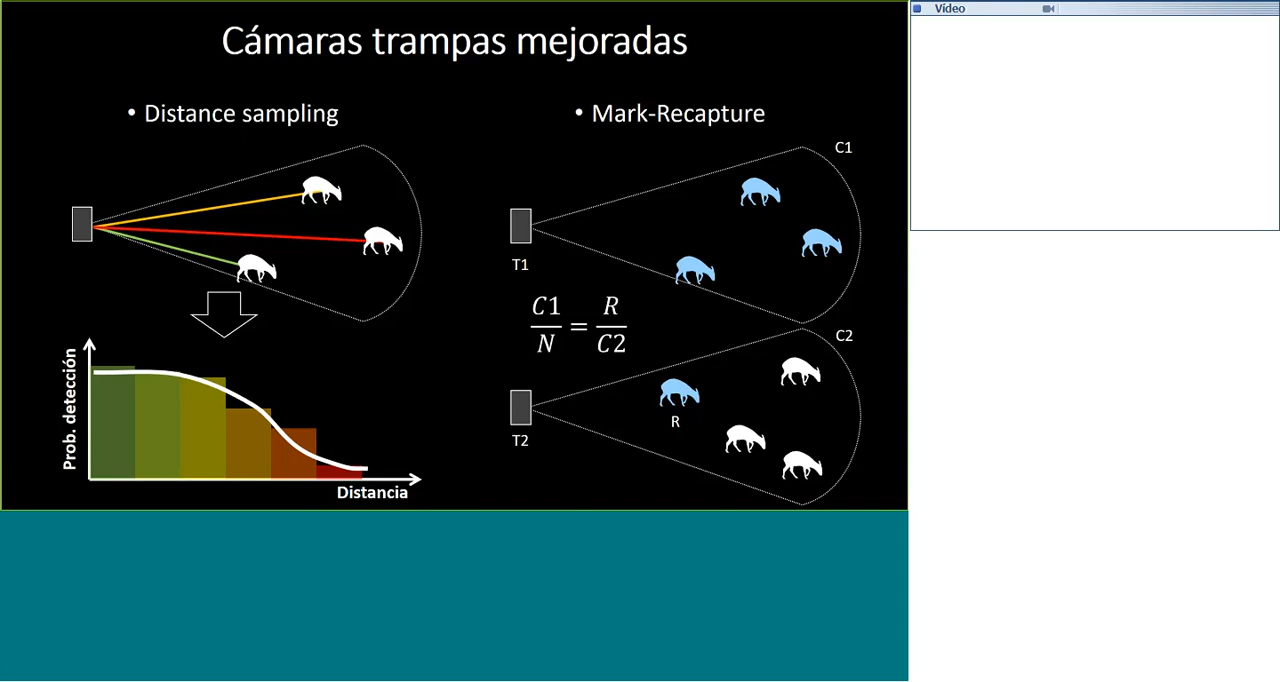 Cámaras trampas mejoradas
• Distance sampling
Prob. detección
Distancia
• Mark-Recapture
C1
T1
C1/N = R/C2
C2
R
T2
Vídeo